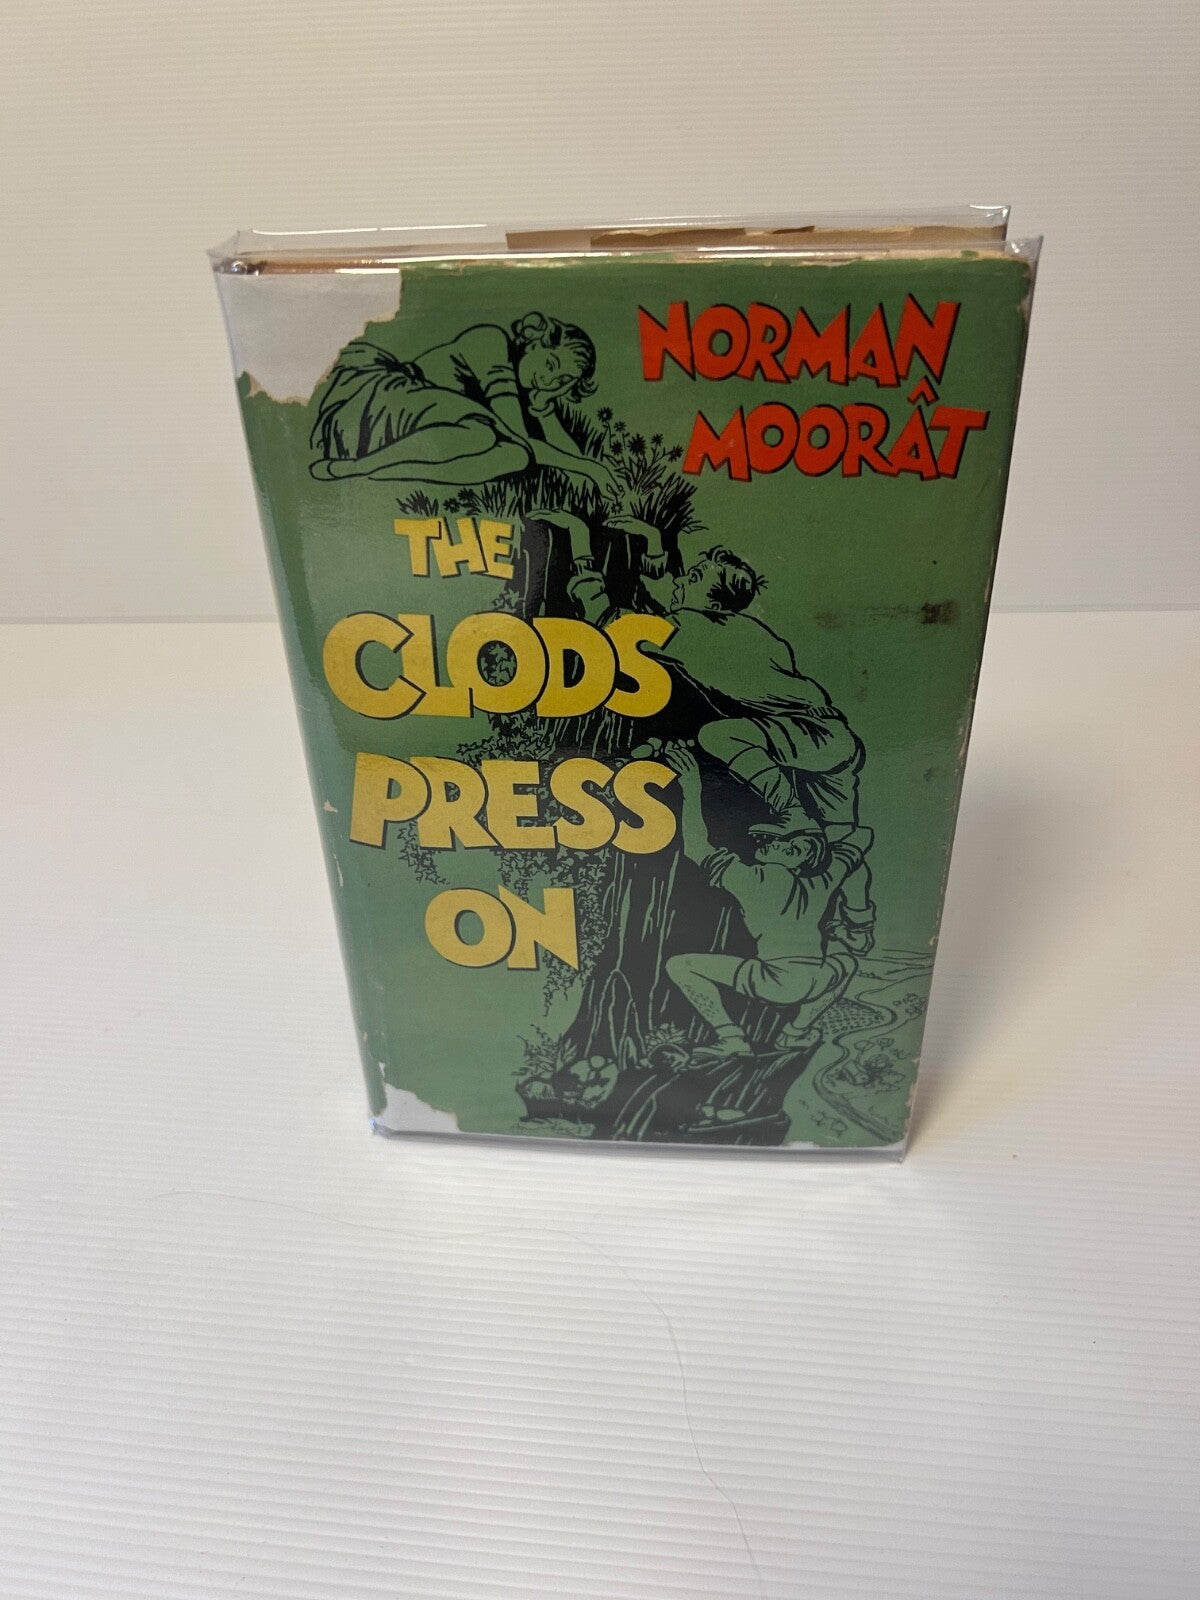 NORMAN
MOORÂT
THE
CLODS
PRESS
ON